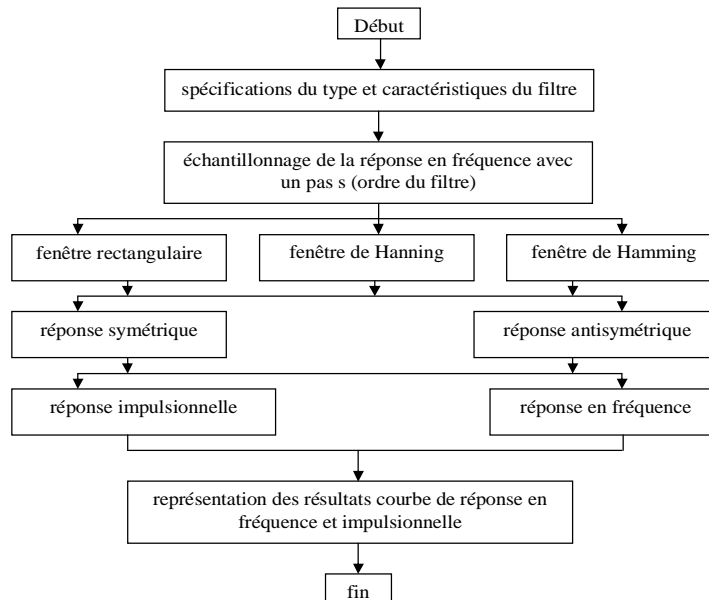 Début
spécifications du type et caractéristiques du filtre
échantillonnage de la réponse en fréquence avec
un pas s (ordre du filtre)
fenêtre rectangulaire
fenêtre de Hanning
fenêtre de Hamming
réponse symétrique
réponse antisymétrique
réponse impulsionnelle
réponse en fréquence
représentation des résultats courbe de réponse en
fréquence et impulsionnelle
fin